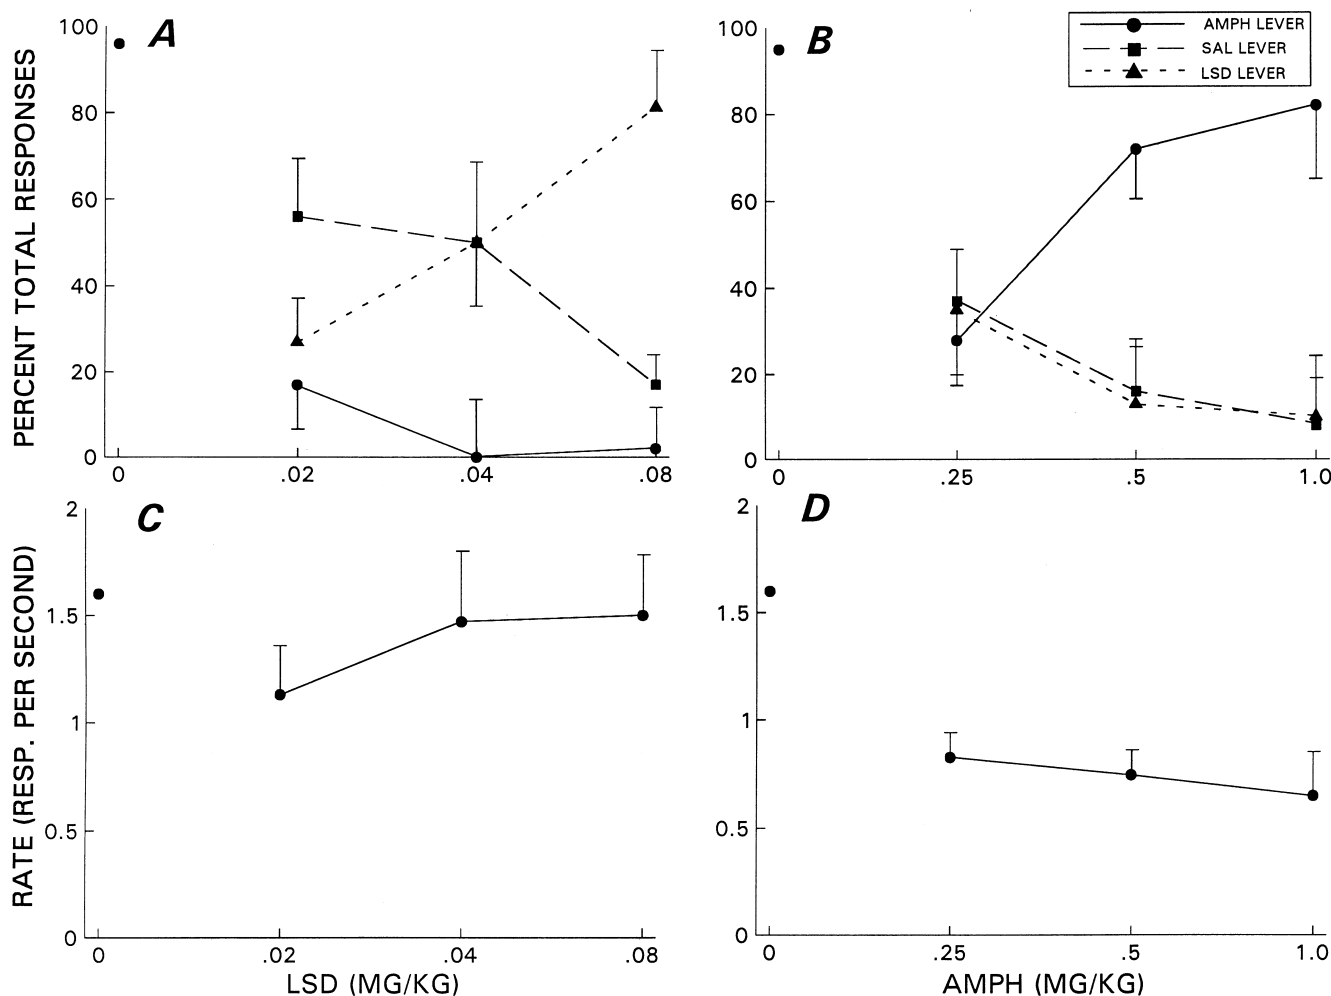 A
100
80
60
40
20
0
0 .02 .04 .08
PERCENT TOTAL RESPONSES
B
AMPH LEVER
SAL LEVER
LSD LEVER
100
80
60
40
20
0
0 .25 .5 1.0
C
2
1.5
1
0.5
0
0 .02 .04 .08
RATE (RESP. PER SECOND)
LSD (MG/KG)
D
2
1.5
1
0.5
0
0 .25 .5 1.0
AMPH (MG/KG)